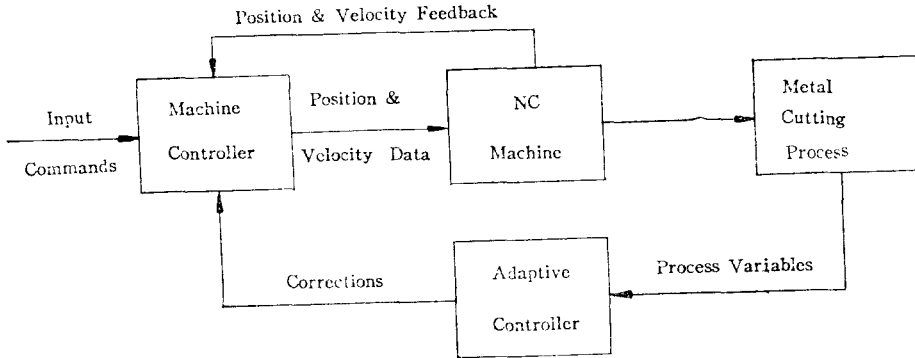 Position & Velocity Feedback
Input
Commands
Machine
Controller
Position &
Velocity Data
NC
Machine
Metal
Cutting
Process
Corrections
Adaptive
Controller
Process Variables